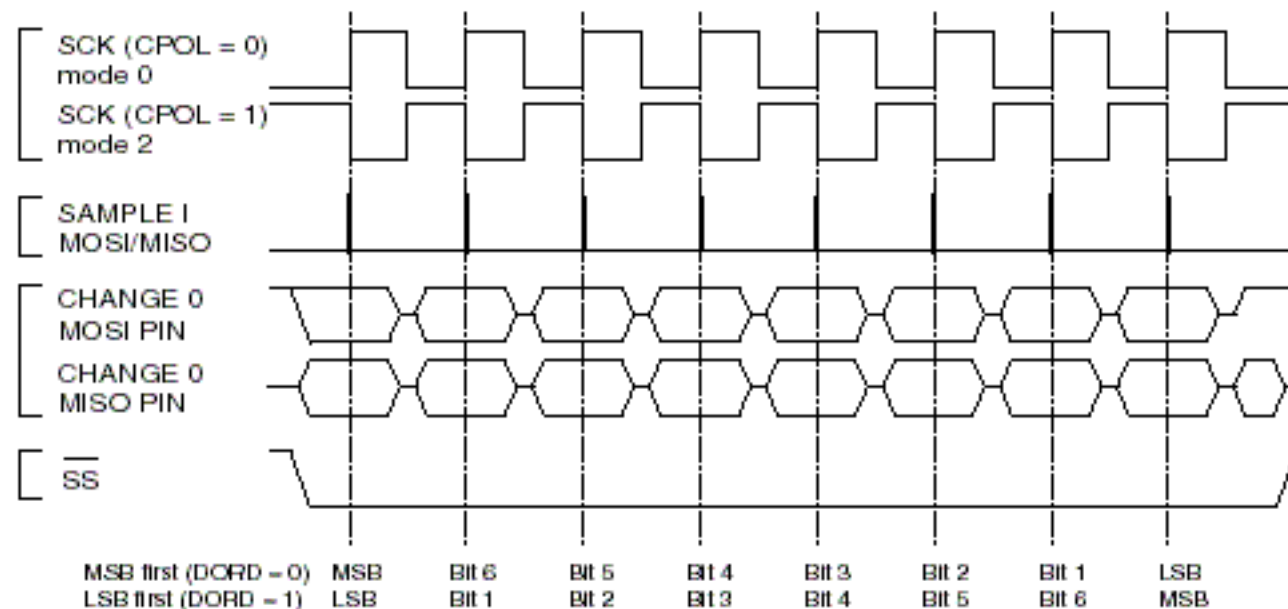 SCK (CPOL = 0)
mode 0
SCK (CPOL = 1)
mode 2
SAMPLE I
MOSI/MISO
CHANGE 0
MOSI PIN
CHANGE 0
MISO PIN
SS
MSB first (DORD = 0) MSB Bit 6 Bit 5 Bit 4 Bit 3 Bit 2 Bit 1 LSB
LSB first (DORD = 1) LSB Bit 1 Bit 2 Bit 3 Bit 4 Bit 5 Bit 6 MSB